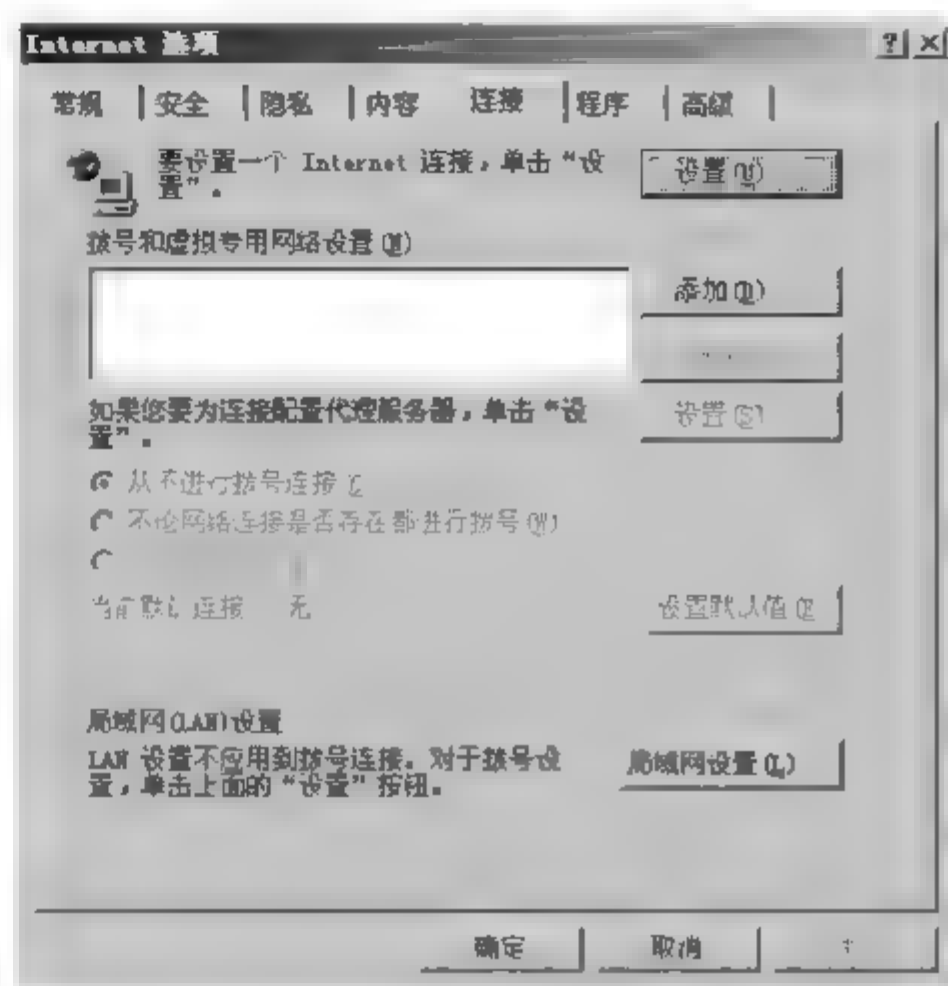 Internet 选项
常规 安全 隐私 内容 连接 程序 高级
要设置一个 Internet 连接，单击“设
置”。
设置(U)
拨号和虚拟专用网络设置(N)
添加(D)
如果您要为连接配置代理服务器，单击“设
置”。
设置(S)
从不进行拨号连接
不论网络连接是否存在都进行拨号(W)
当前默认连接 无
设置默认值
局域网(LAN)设置
LAN 设置不应用到拨号连接。对于拨号设
置，单击上面的“设置”按钮。
局域网设置(L)
确定 取消